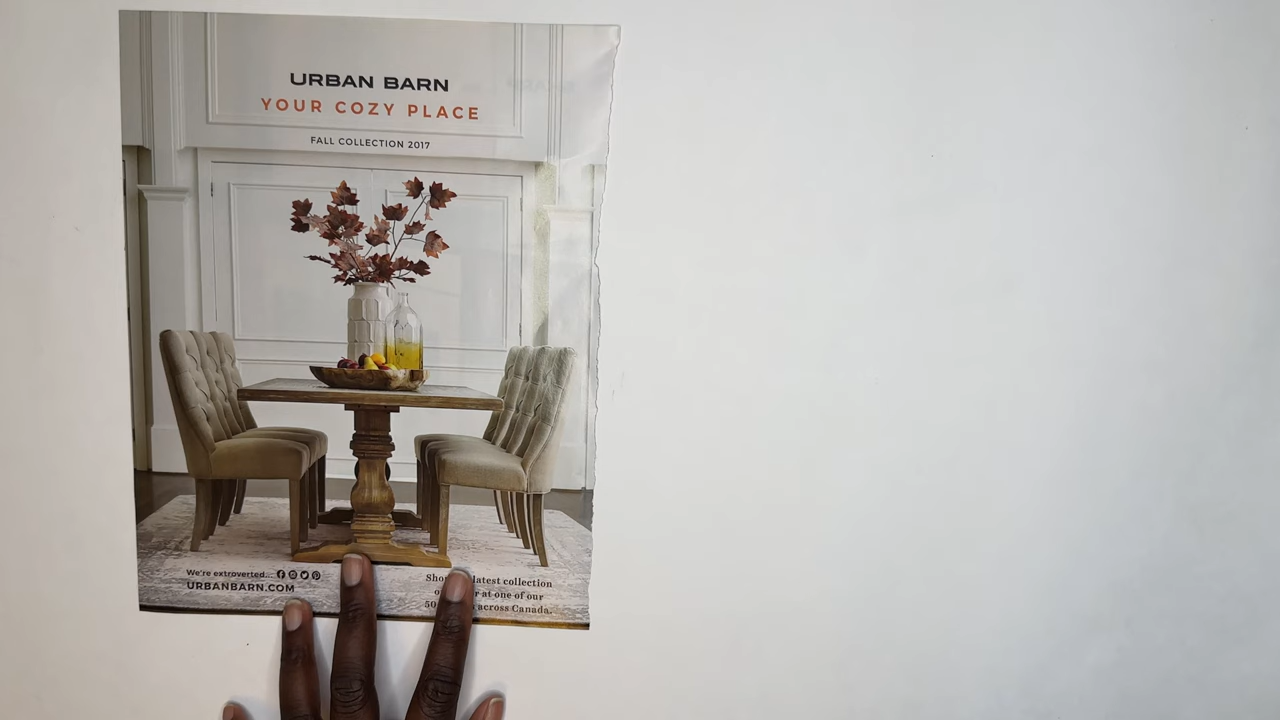 URBAN BARN
YOUR COZY PLACE
FALL COLLECTION 2017
We're extroverted...
URBANBARN.COM
latest collection
at one of our
across Canada.